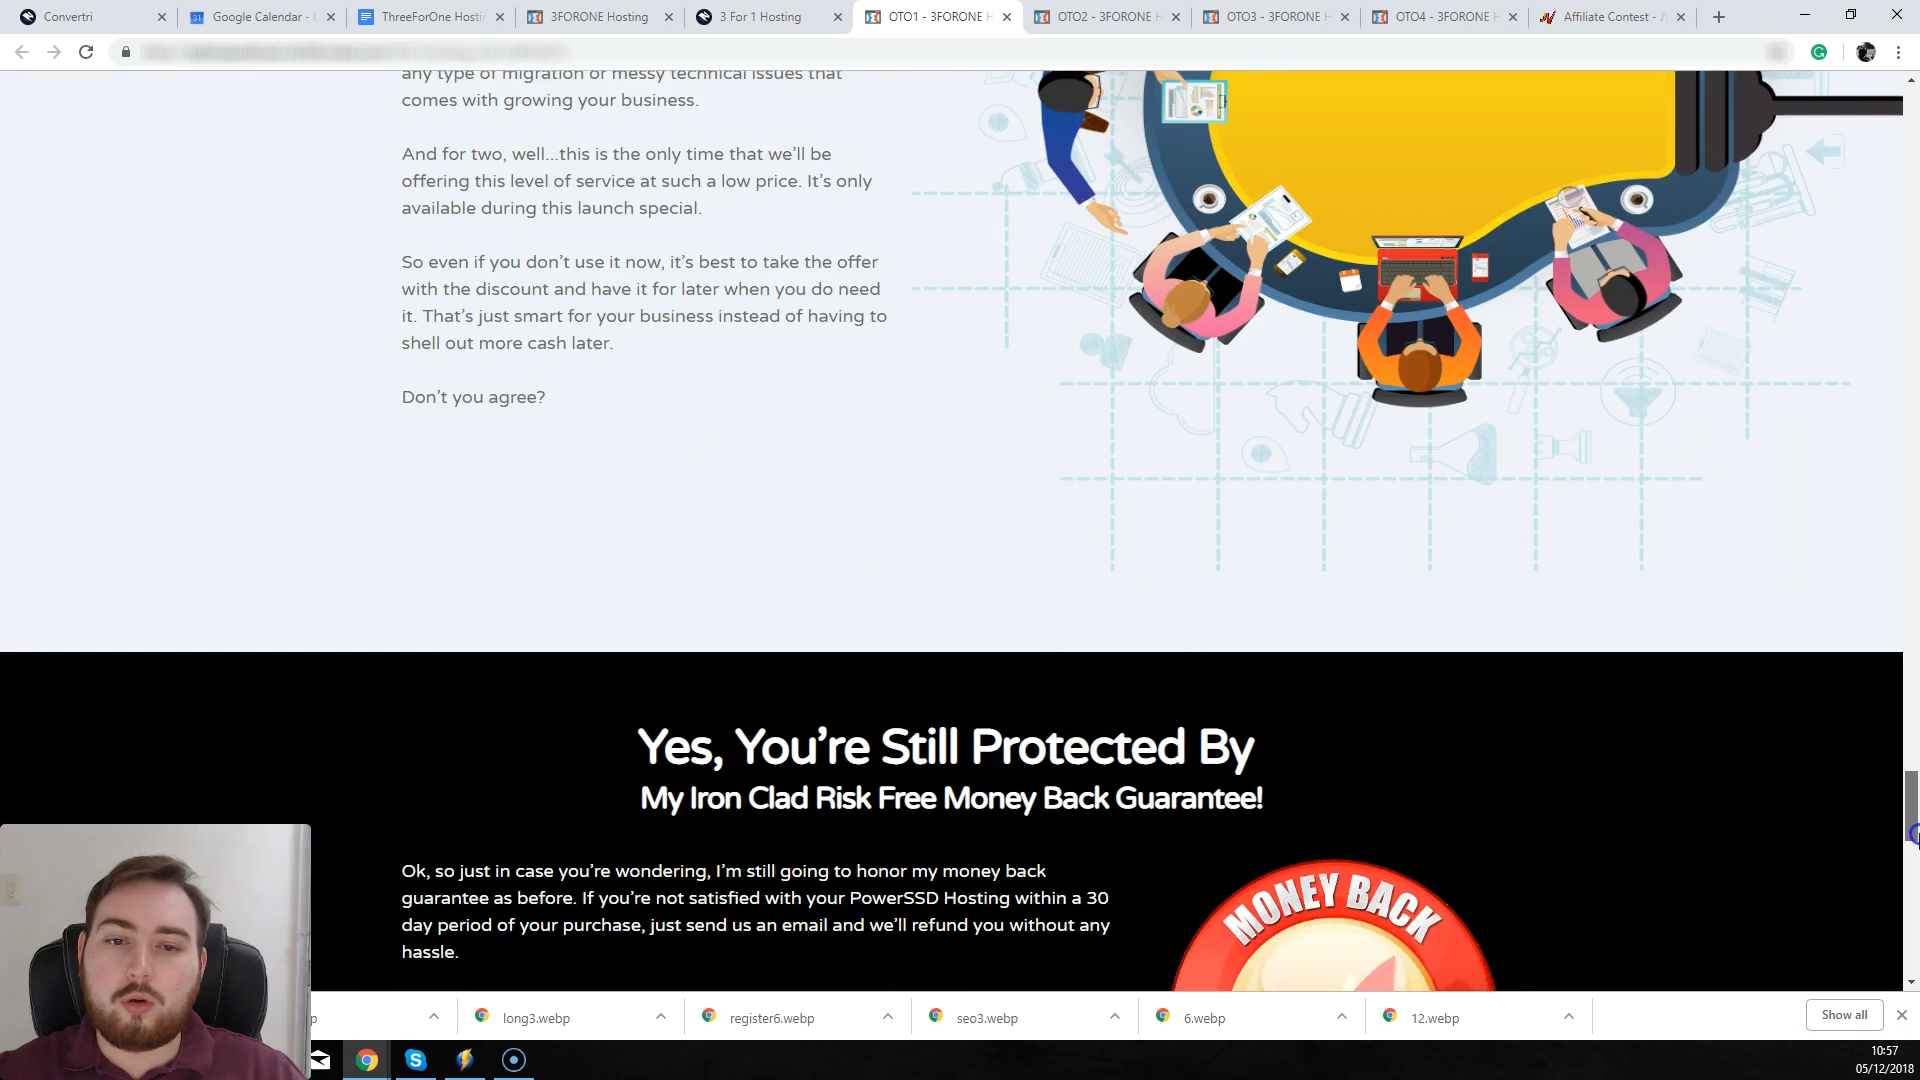 Convertri
Google Calendar - D
ThreeForOne Hosti
3FORONE Hosting
3 For 1 Hosting
OTO1 - 3FORONE H
OTO2 - 3FORONE H
OTO3 - 3FORONE H
OTO4 - 3FORONE H
Affiliate Contest - JV
any type of migration or messy technical issues that
comes with growing your business.
And for two, well...this is the only time that we'll be
offering this level of service at such a low price. It's only
available during this launch special.
So even if you don't use it now, it's best to take the offer
with the discount and have it for later when you do need
it. That's just smart for your business instead of having to
shell out more cash later.
Don't you agree?
Yes, You're Still Protected By
My Iron Clad Risk Free Money Back Guarantee!
Ok, so just in case you're wondering, I'm still going to honor my money back
guarantee as before. If you're not satisfied with your PowerSSD Hosting within a 30
day period of your purchase, just send us an email and we'll refund you without any
hassle.
MONEY BACK
p
long3.webp
register6.webp
seo3.webp
6.webp
12.webp
Show all
10:57
05/12/2018